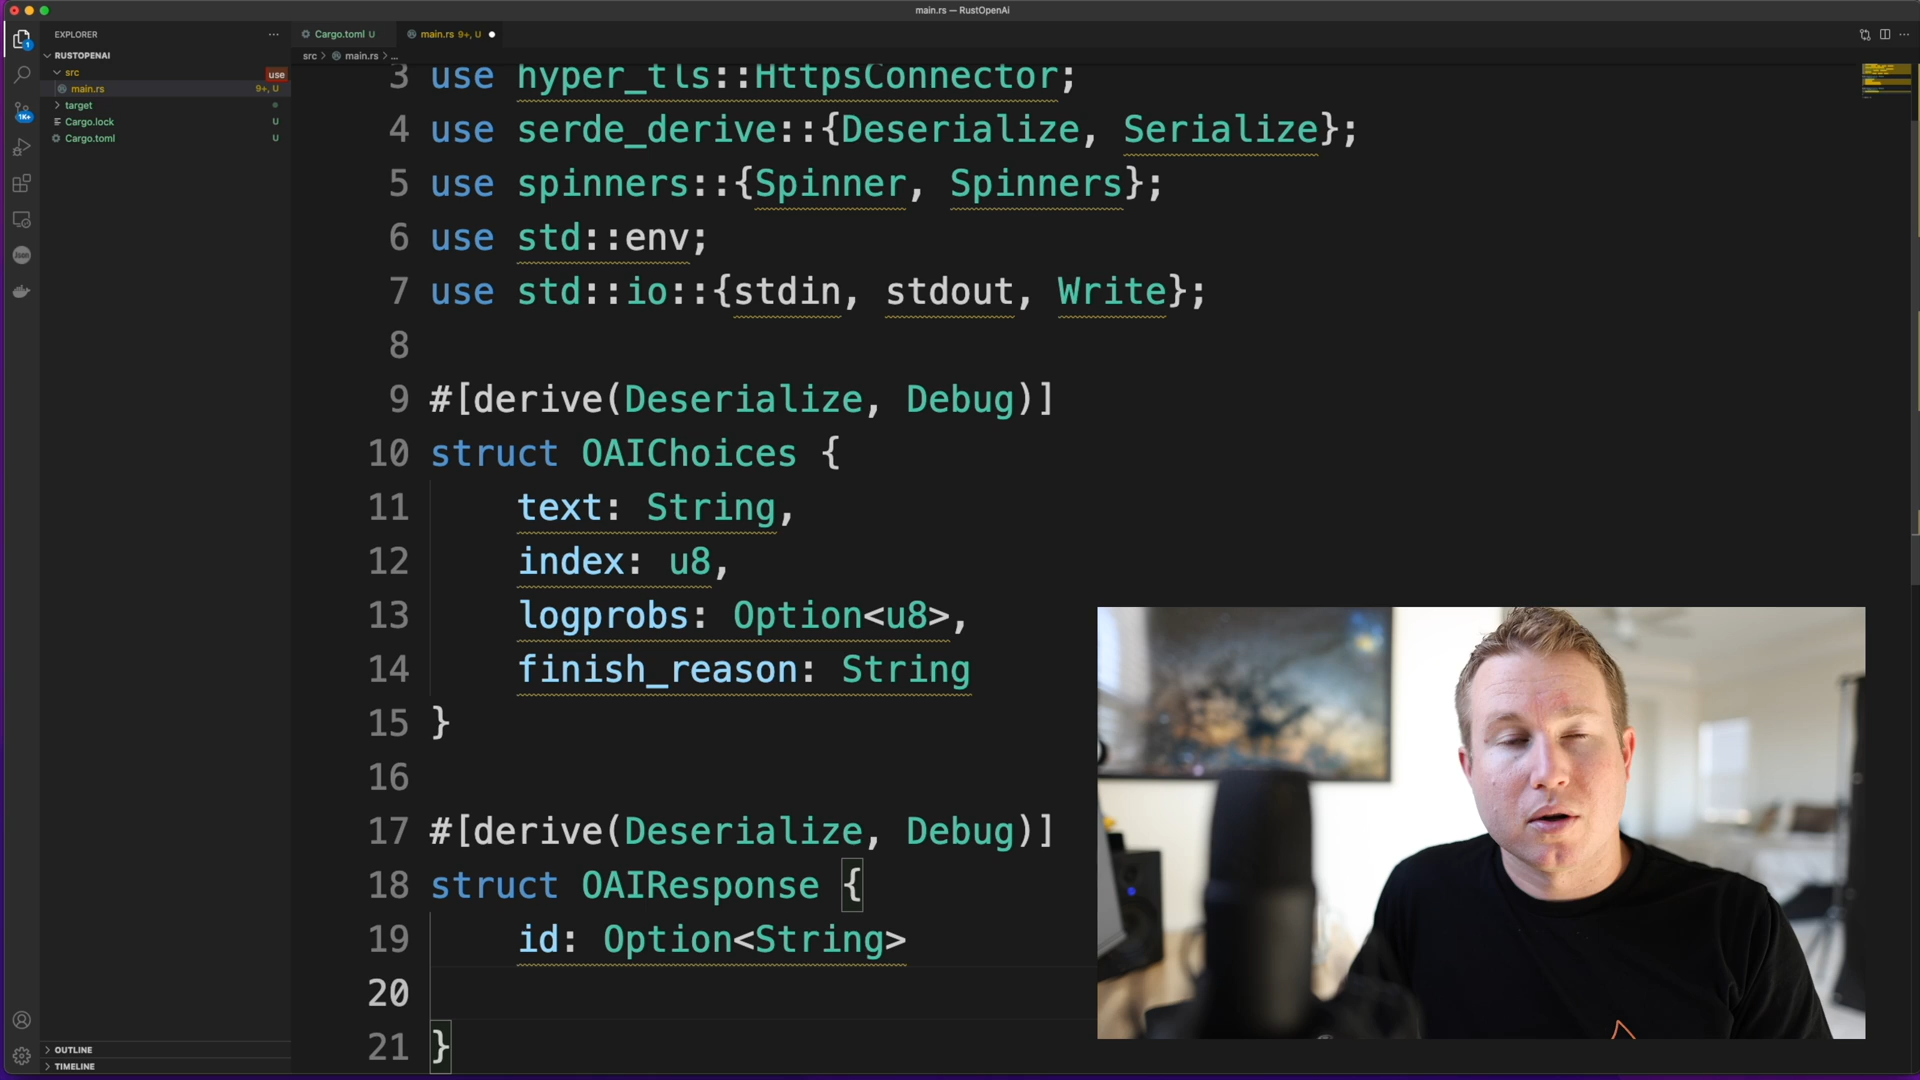 main.rs — RustOpenAi
EXPLORER
RUSTOPENAI
src
use
main.rs
9+, U
target
Cargo.lock
U
Cargo.toml
U
OUTLINE
TIMELINE
1
1K+
Cargo.toml U
main.rs 9+, U
src > main.rs > ...
3 use hyper_tls::HttpsConnector;
4 use serde_derive::{Deserialize, Serialize};
5 use spinners::{Spinner, Spinners};
6 use std::env;
7 use std::io::{stdin, stdout, Write};
8
9 #[derive(Deserialize, Debug)]
10 struct OAIChoices {
11 text: String,
12 index: u8,
13 logprobs: Option<u8>,
14 finish_reason: String
15 }
16
17 #[derive(Deserialize, Debug)]
18 struct OAIResponse {
19 id: Option<String>
20
21 }